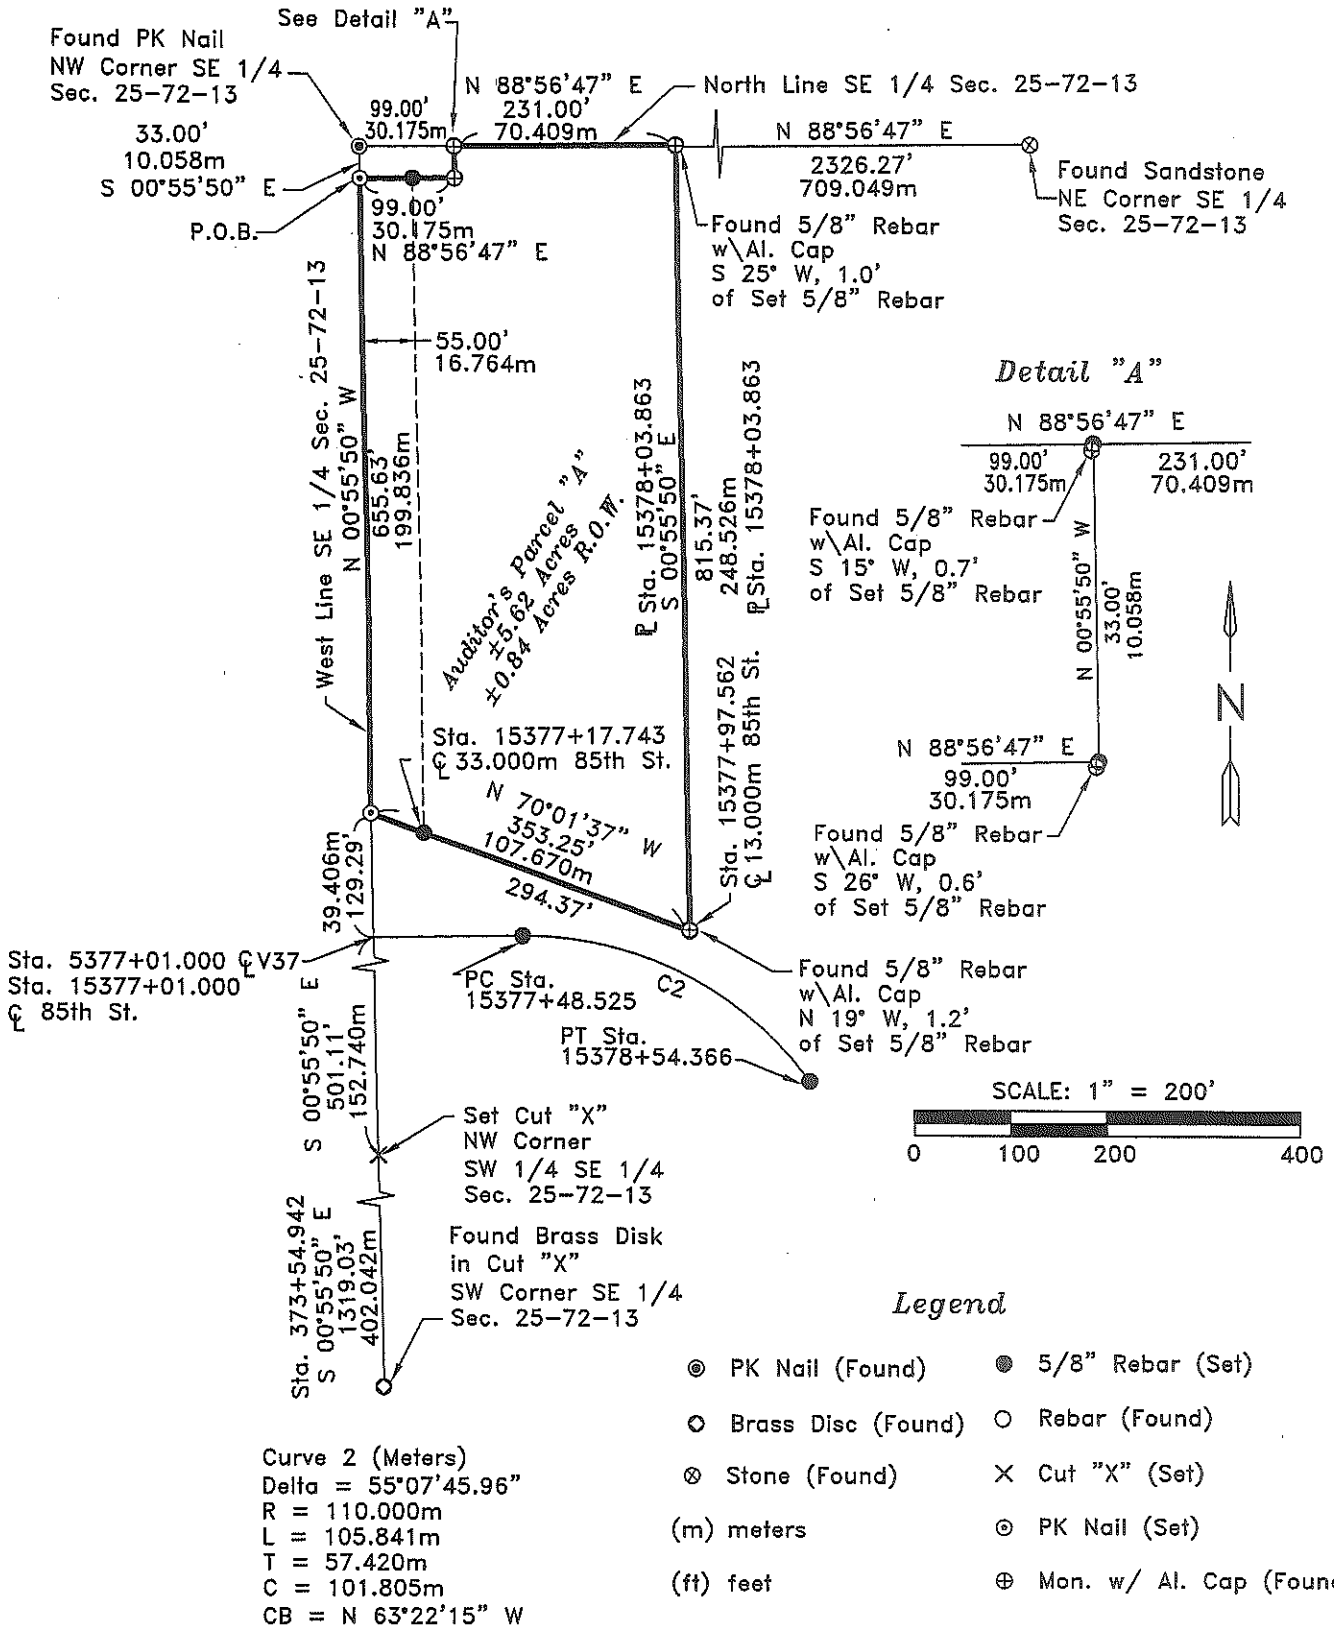 See Detail "A"
Found PK Nail
NW Corner SE 1/4
Sec. 25-72-13
33.00'
10.058m
S 00°55'50" E
P.O.B.
99.00'
30.175m
N 88°56'47" E
231.00'
70.409m
North Line SE 1/4 Sec. 25-72-13
N 88°56'47" E
2326.27'
709.049m
Found Sandstone
NE Corner SE 1/4
Sec. 25-72-13
99.00'
30.175m
N 88°56'47" E
Found 5/8" Rebar
w\Al. Cap
S 25° W, 1.0'
of Set 5/8" Rebar
55.00'
16.764m
West Line SE 1/4 Sec. 25-72-13
N 00°55'50" W
655.63'
199.836m
Auditor's Parcel "A"
±5.62 Acres
±0.84 Acres R.O.W.
PL Sta. 15378+03.863
S 00°55'50" E
815.37'
248.526m
PL Sta. 15378+03.863
Detail "A"
N 88°56'47" E
99.00'
30.175m
231.00'
70.409m
Found 5/8" Rebar
w\Al. Cap
S 15° W, 0.7'
of Set 5/8" Rebar
N 00°55'50" W
33.00'
10.058m
N 88°56'47" E
99.00'
30.175m
Found 5/8" Rebar
w\Al. Cap
S 26° W, 0.6'
of Set 5/8" Rebar
N
Sta. 15377+17.743
CL 33.000m 85th St.
N 70°01'37" W
353.25'
107.670m
294.37'
Sta. 15377+97.562
CL 13.000m 85th St.
39.406m
129.29'
Sta. 5377+01.000 CL V37
Sta. 15377+01.000
CL 85th St.
PC Sta.
15377+48.525
C2
PT Sta.
15378+54.366
Found 5/8" Rebar
w\Al. Cap
N 19° W, 1.2'
of Set 5/8" Rebar
S 00°55'50" E
501.11'
152.740m
Set Cut "X"
NW Corner
SW 1/4 SE 1/4
Sec. 25-72-13
SCALE: 1" = 200'
0 100 200 400
Sta. 373+54.942
S 00°55'50" E
1319.03'
402.042m
Found Brass Disk
in Cut "X"
SW Corner SE 1/4
Sec. 25-72-13
Curve 2 (Meters)
Delta = 55°07'45.96"
R = 110.000m
L = 105.841m
T = 57.420m
C = 101.805m
CB = N 63°22'15" W
Legend
PK Nail (Found)
5/8" Rebar (Set)
Brass Disc (Found)
Rebar (Found)
Stone (Found)
Cut "X" (Set)
(m) meters
PK Nail (Set)
(ft) feet
Mon. w/ Al. Cap (Foun